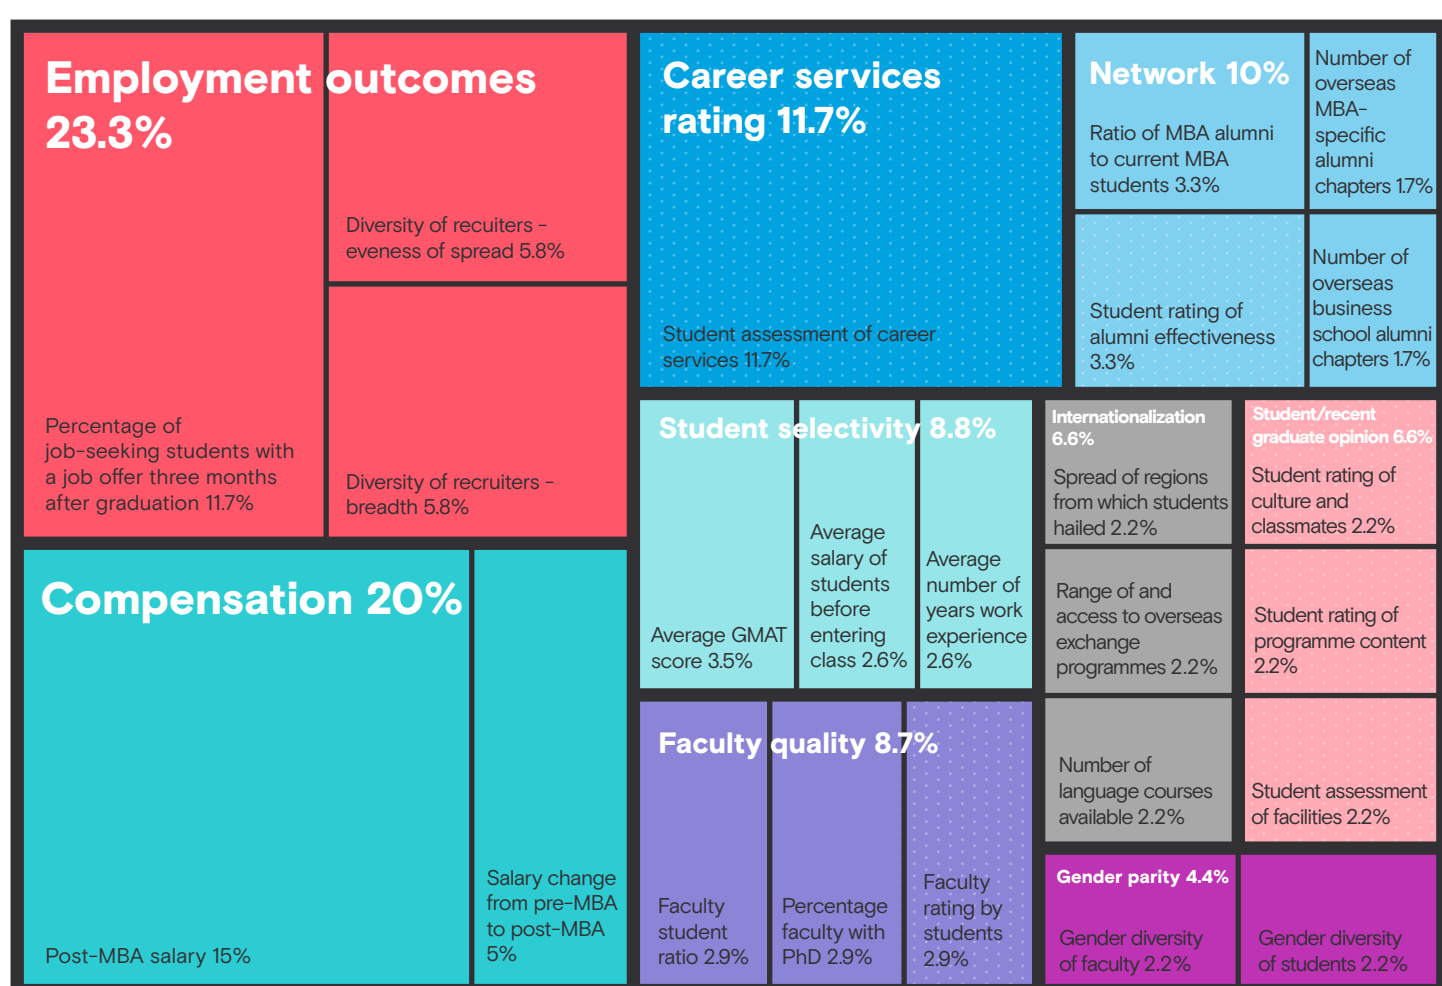 Employment outcomes
23.3%
Percentage of
job-seeking students with
a job offer three months
after graduation 11.7%
Diversity of recuiters -
eveness of spread 5.8%
Diversity of recruiters -
breadth 5.8%
Compensation 20%
Post-MBA salary 15%
Salary change
from pre-MBA
to post-MBA
5%
Career services
rating 11.7%
Student assessment of career
services 11.7%
Network 10%
Ratio of MBA alumni
to current MBA
students 3.3%
Number of
overseas
MBA-
specific
alumni
chapters 1.7%
Student rating of
alumni effectiveness
3.3%
Number of
overseas
business
school alumni
chapters 1.7%
Student selectivity 8.8%
Average GMAT
score 3.5%
Average
salary of
students
before
entering
class 2.6%
Average
number of
years work
experience
2.6%
Faculty quality 8.7%
Faculty
student
ratio 2.9%
Percentage
faculty with
PhD 2.9%
Faculty
rating by
students
2.9%
Internationalization
6.6%
Spread of regions
from which students
hailed 2.2%
Range of and
access to overseas
exchange
programmes 2.2%
Number of
language courses
available 2.2%
Student/recent
graduate opinion 6.6%
Student rating of
culture and
classmates 2.2%
Student rating of
programme content
2.2%
Student assessment
of facilities 2.2%
Gender parity 4.4%
Gender diversity
of faculty 2.2%
Gender diversity
of students 2.2%